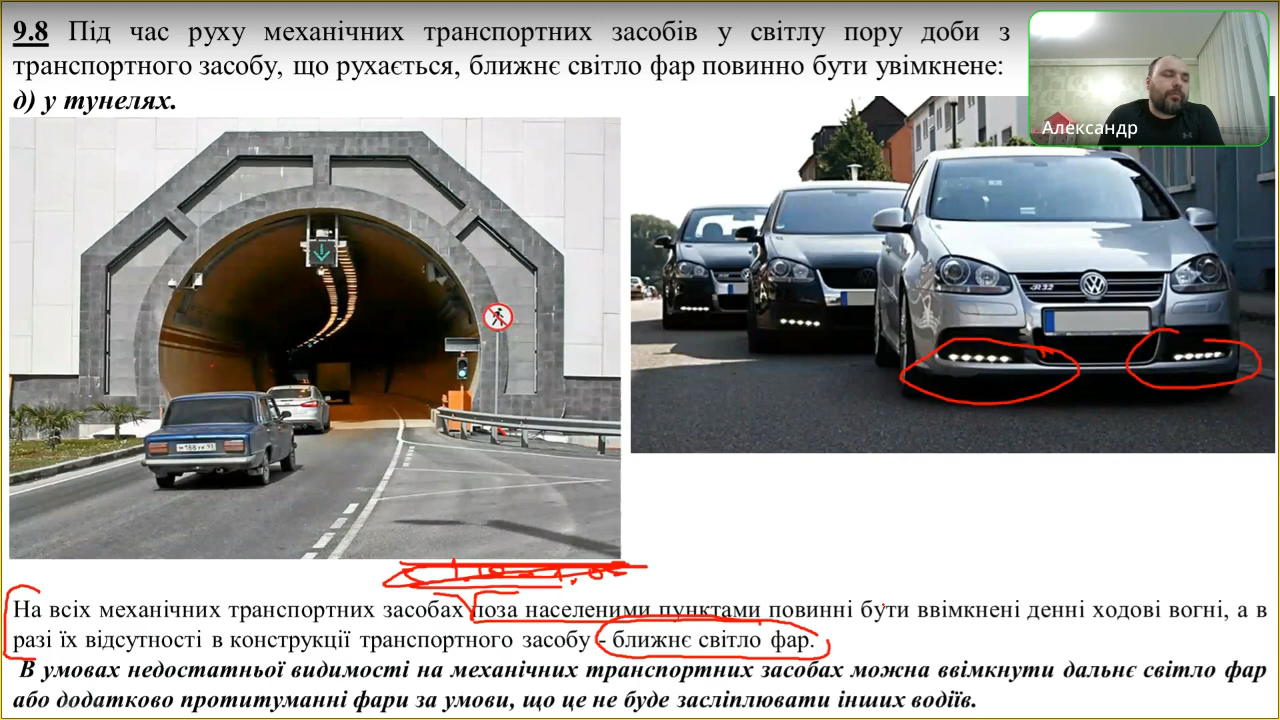 9.8 Під час руху механічних транспортних засобів у світлу пору доби з
транспортного засобу, що рухається, ближнє світло фар повинно бути увімкнене:
д) у тунелях.
Александр
R32
На всіх механічних транспортних засобах поза населеними пунктами повинні бути ввімкнені денні ходові вогні, а в
разі їх відсутності в конструкції транспортного засобу - ближнє світло фар.
В умовах недостатньої видимості на механічних транспортних засобах можна ввімкнути дальнє світло фар
або додатково протитуманні фари за умови, що це не буде засліплювати інших водіїв.